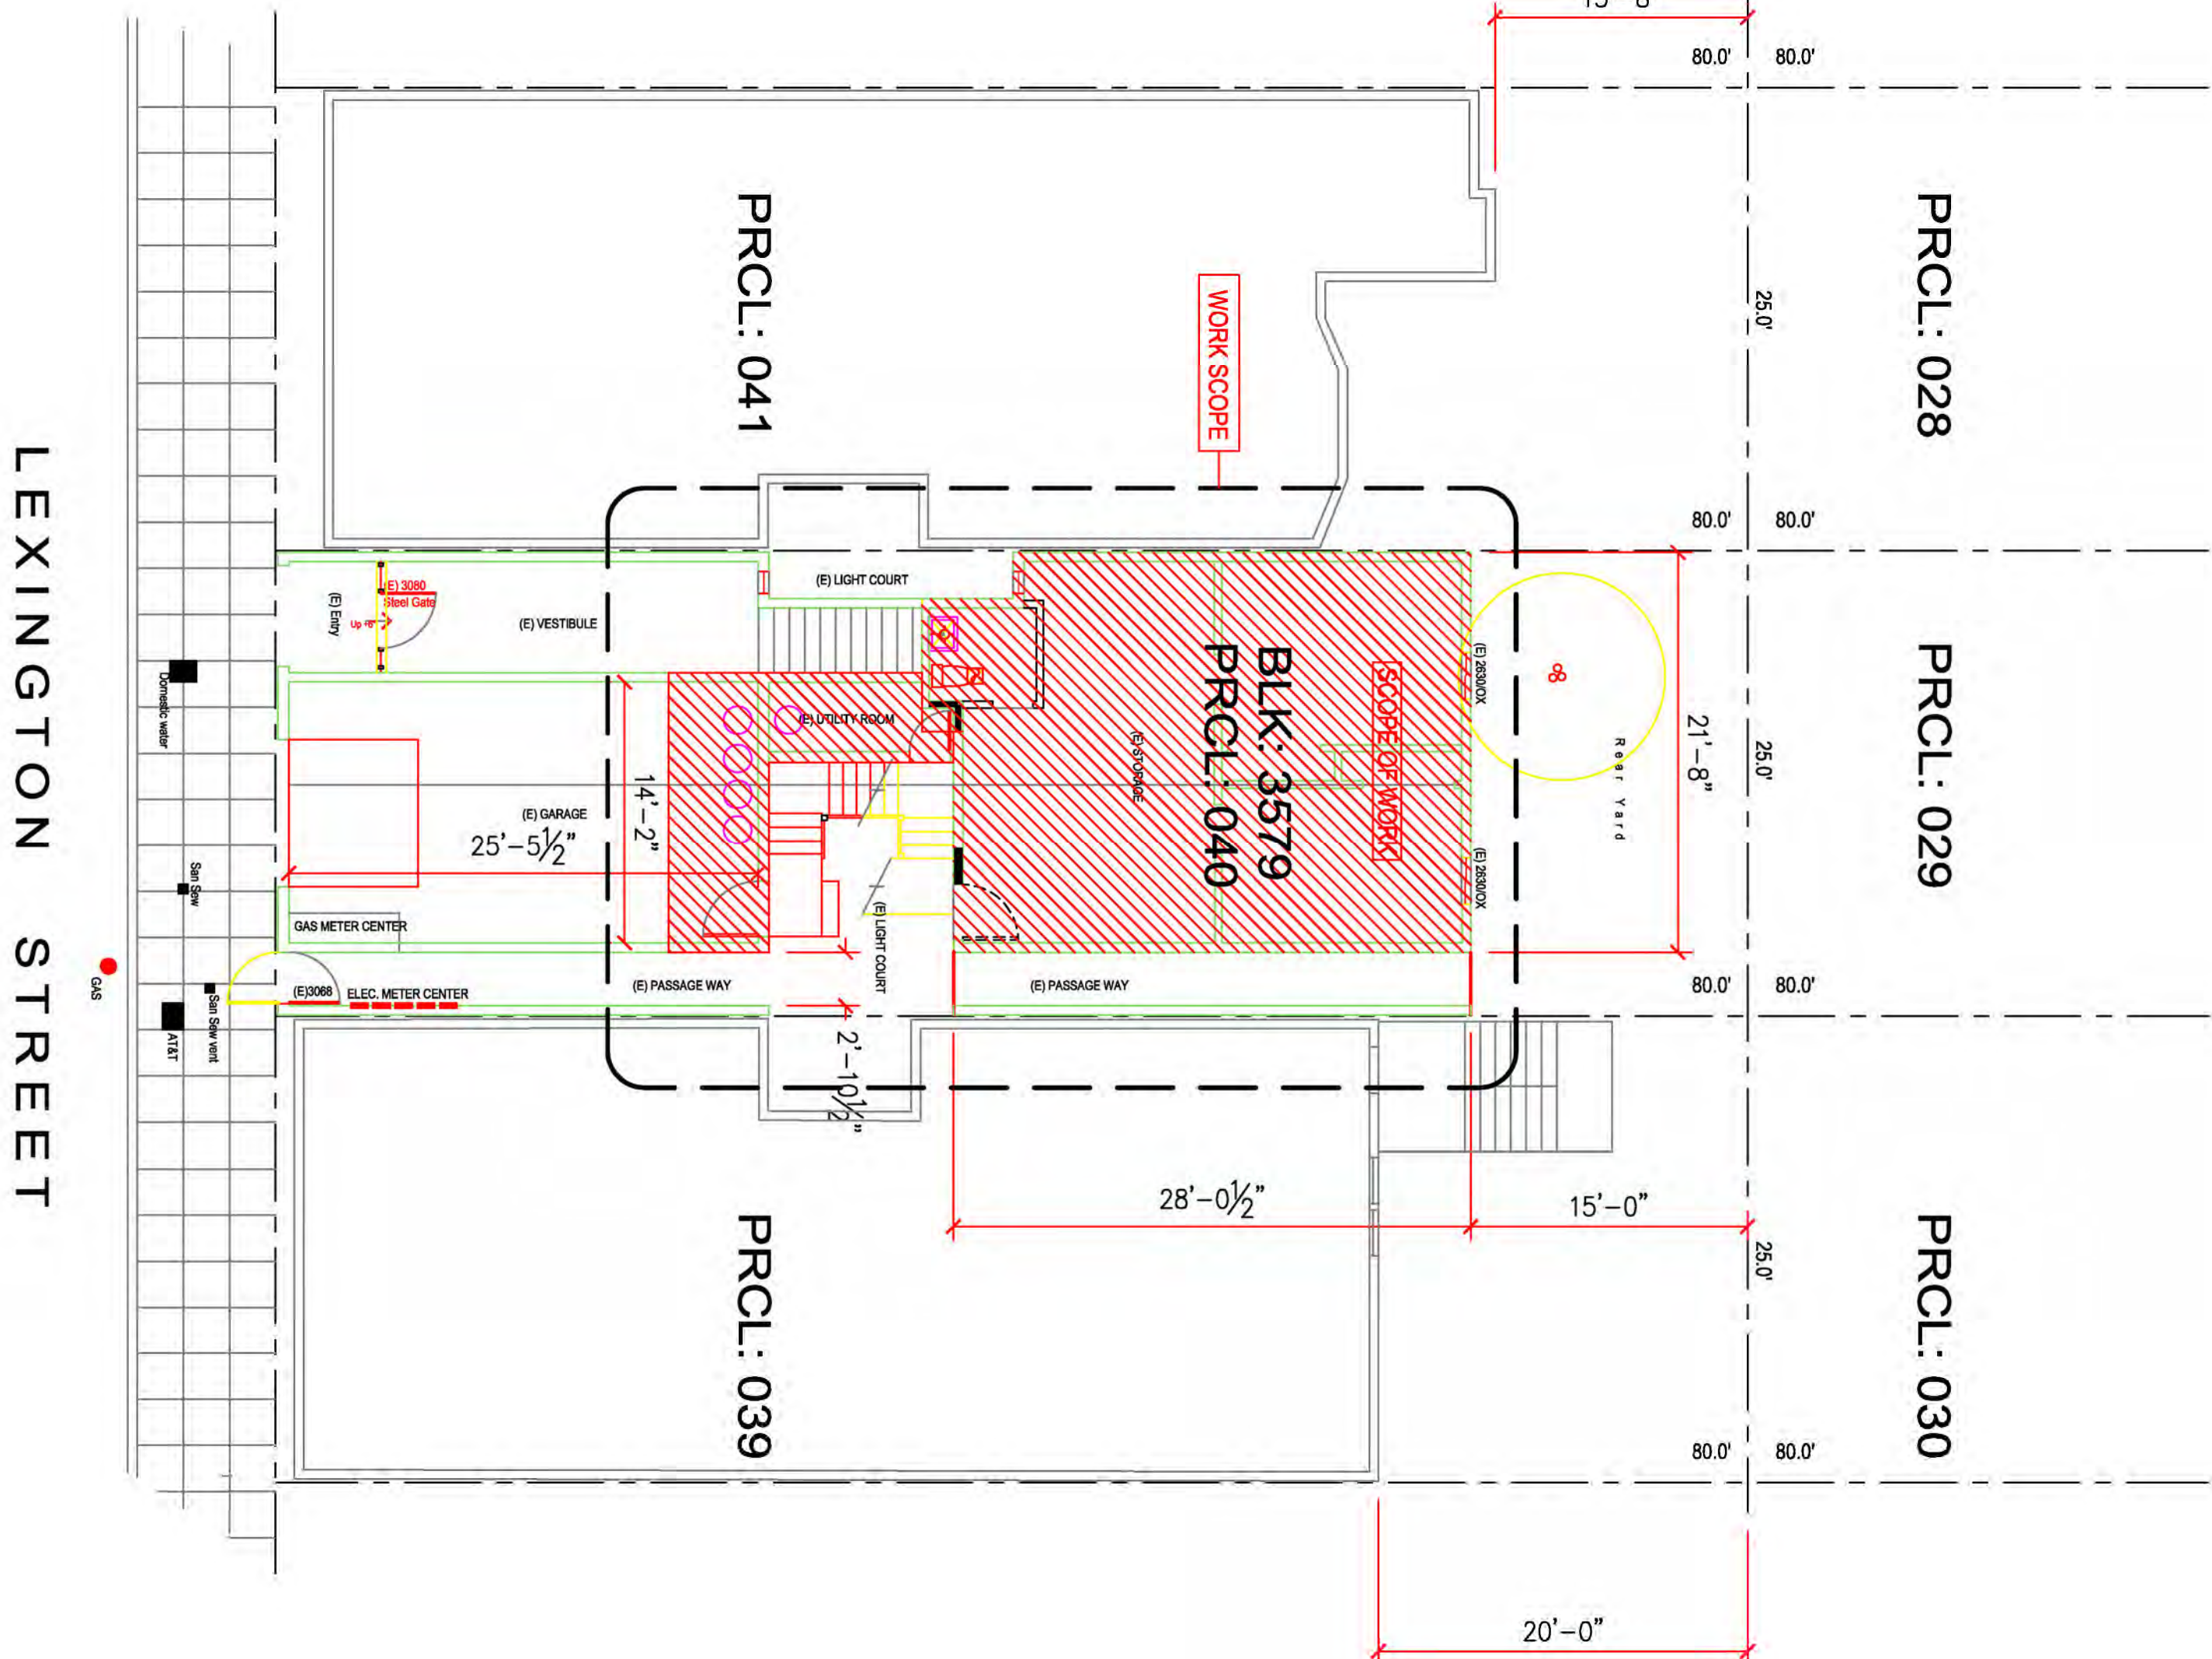 80.0'
80.0'
PRCL: 041
PRCL: 028
WORK SCOPE
25.0'
80.0'
80.0'
LEXINGTON STREET
(E) Entry
(E) 3080
Steel Gate
Up +6"
(E) VESTIBULE
(E) LIGHT COURT
Domestic water
(E) UTILITY ROOM
(E) STORAGE
BLK: 3579
PRCL: 040
SCOPE OF WORK
(E) 2630/OX
Rear Yard
21'-8"
25.0'
PRCL: 029
(E) GARAGE
25'-5½"
14'-2"
San Sew
(E) 2630/OX
GAS METER CENTER
(E) LIGHT COURT
GAS
(E)3068
ELEC. METER CENTER
(E) PASSAGE WAY
(E) PASSAGE WAY
80.0'
80.0'
San Sew vent
AT&T
2'-10½"
28'-0½"
15'-0"
25.0'
PRCL: 039
PRCL: 030
80.0'
80.0'
20'-0"